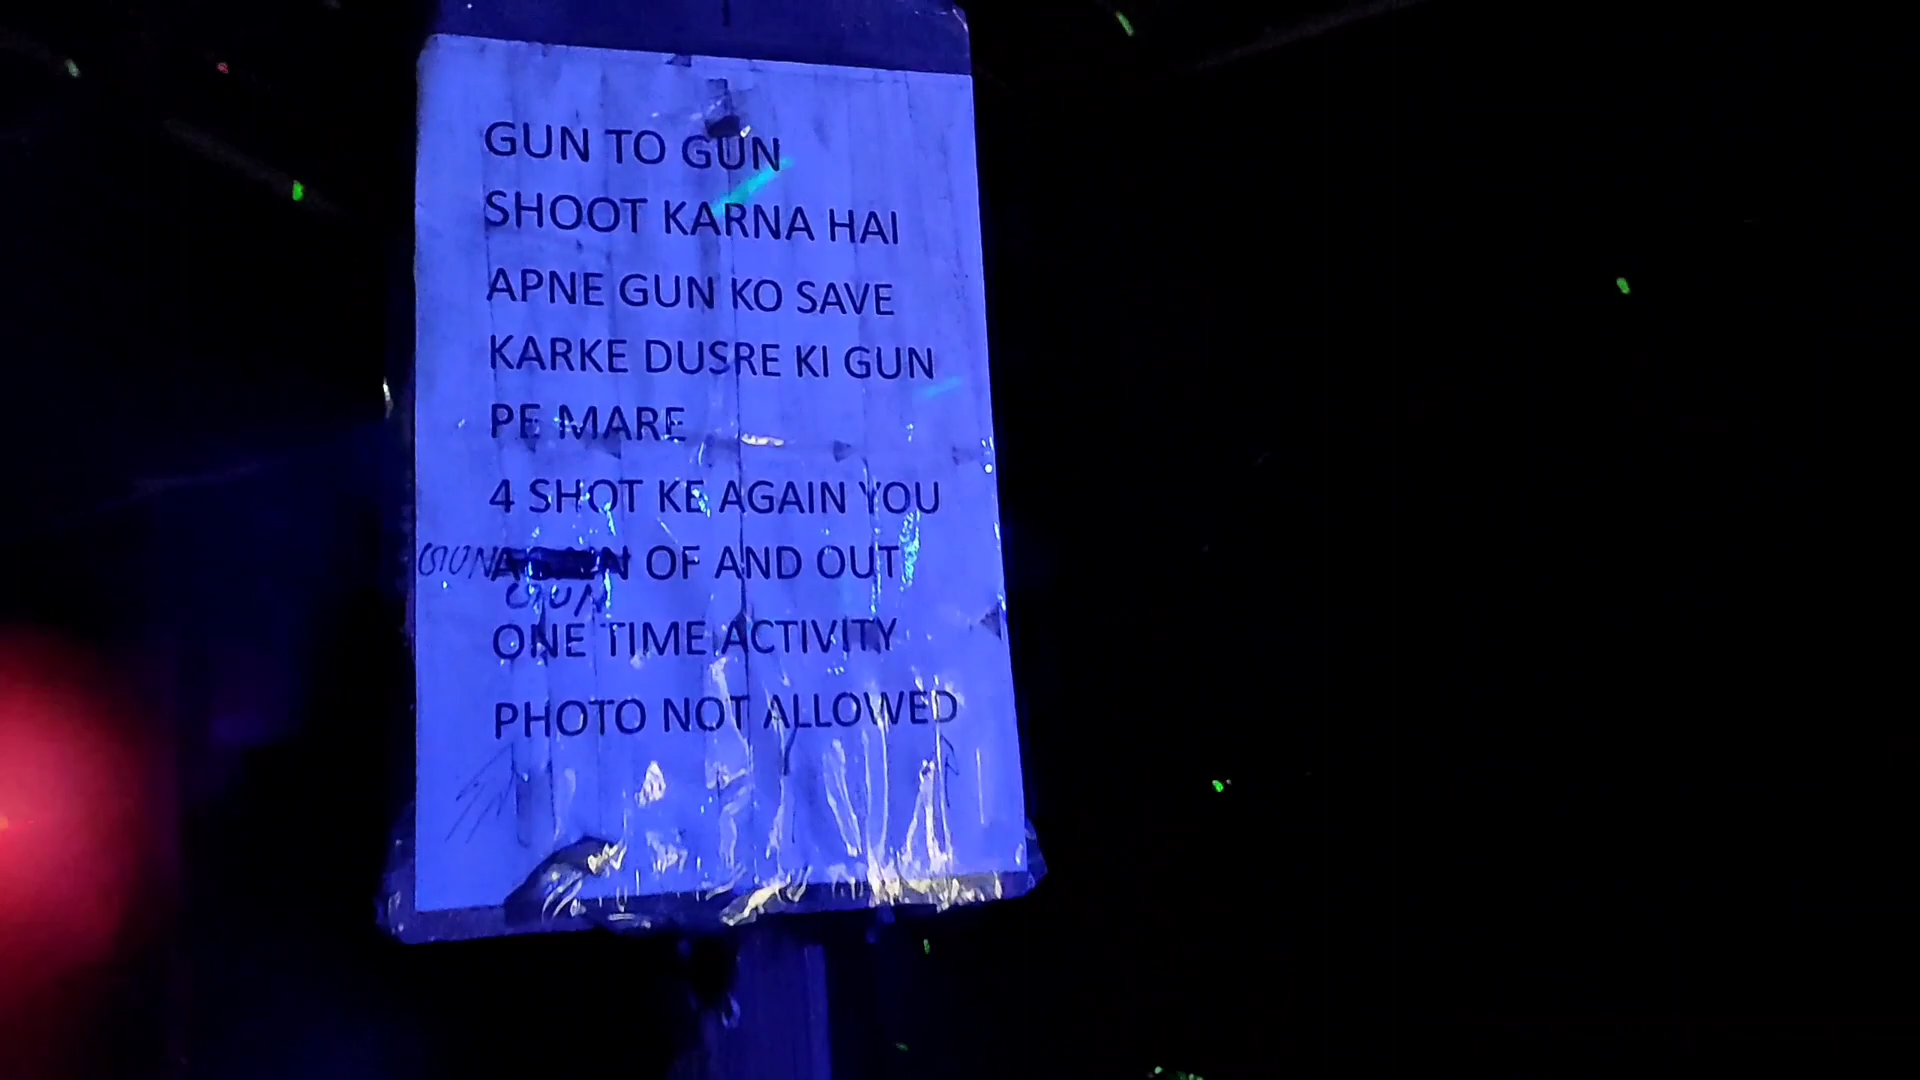 GUN TO GUN
SHOOT KARNA HAI
APNE GUN KO SAVE
KARKE DUSRE KI GUN
PE MARE
4 SHOT KE AGAIN YOU
GUN OF AND OUT
GUN
ONE TIME ACTIVITY
PHOTO NOT ALLOWED